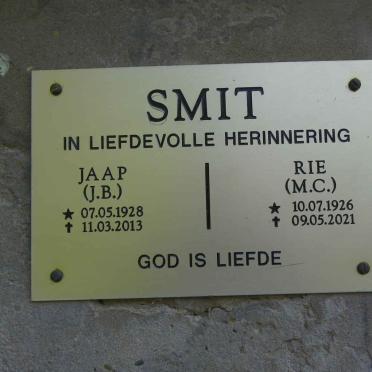 SMIT
IN LIEFDEVOLLE HERINNERING
JAAP
(J.B.)
★ 07.05.1928
✝ 11.03.2013
RIE
(M.C.)
★ 10.07.1926
✝ 09.05.2021
GOD IS LIEFDE